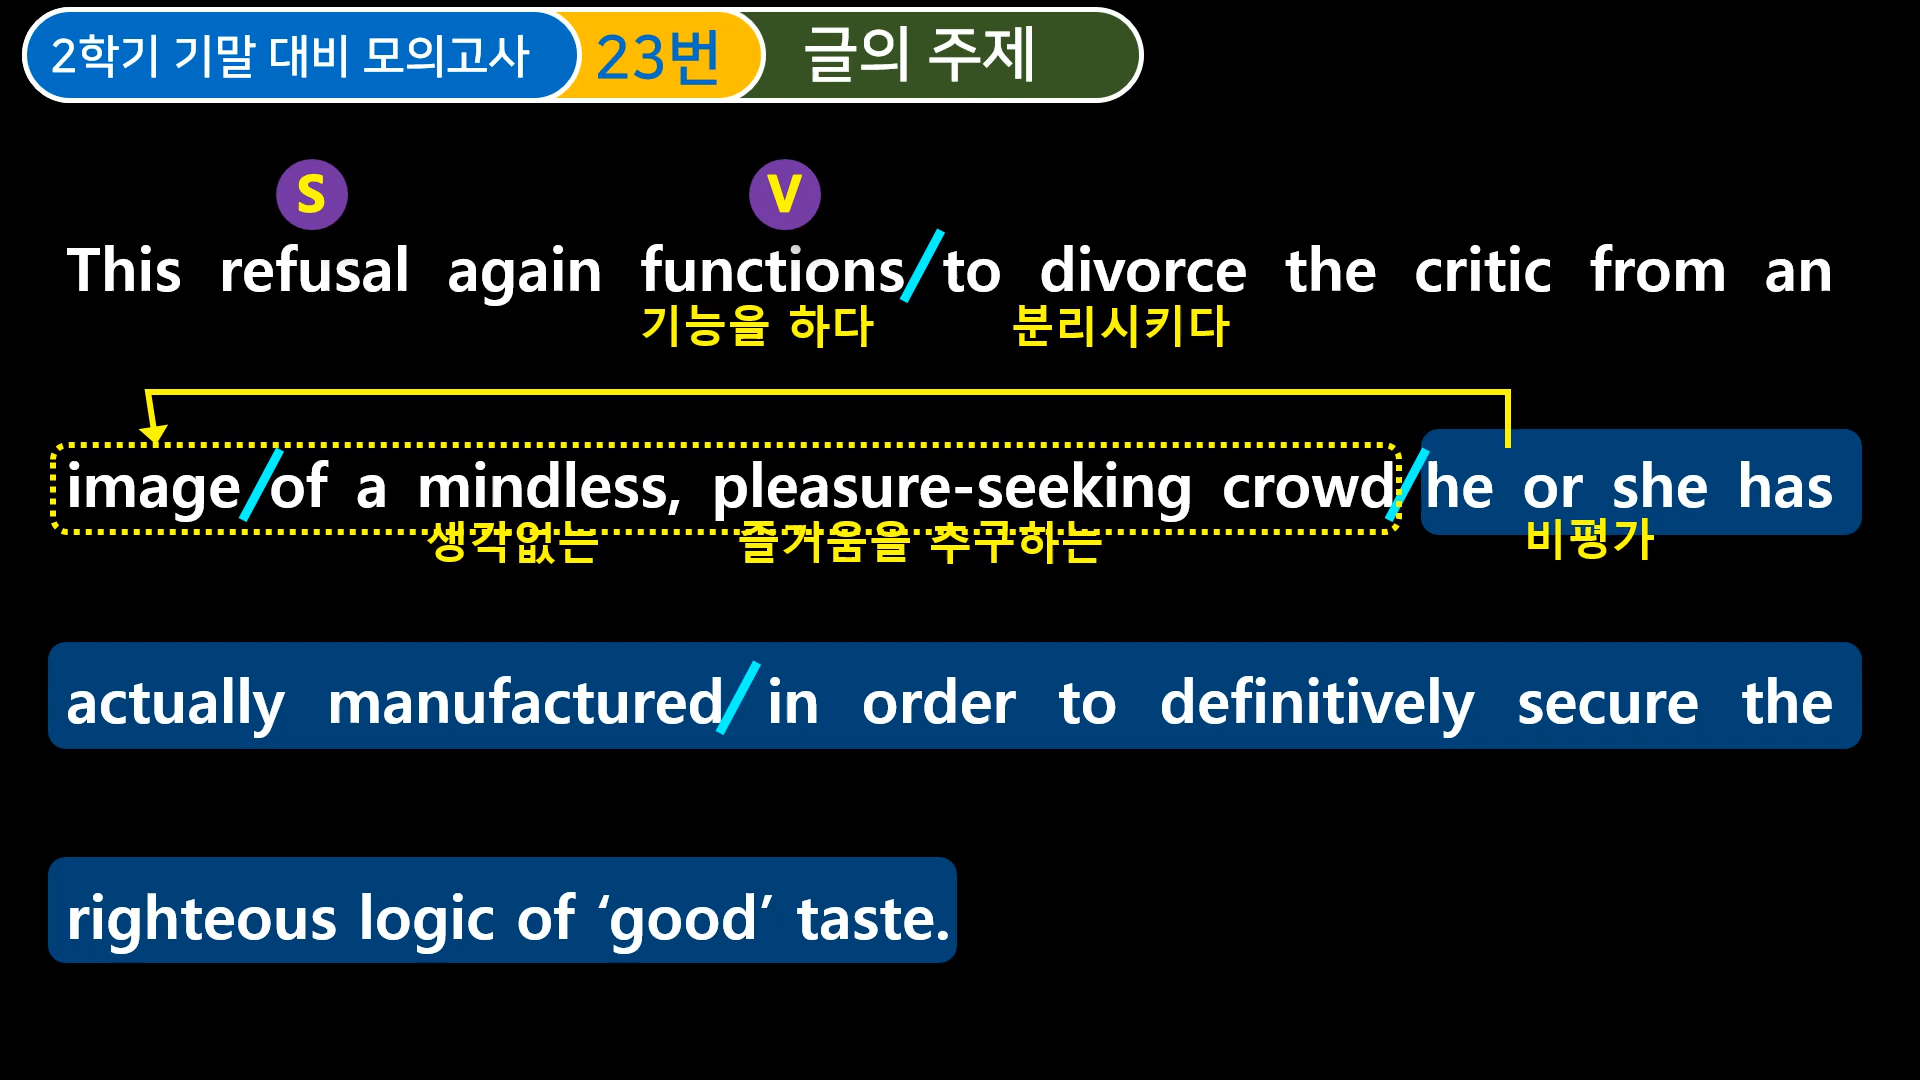 2학기 기말 대비 모의고사 23번 글의 주제
S V
This refusal again functions/to divorce the critic from an
기능을 하다 분리시키다
image/of a mindless, pleasure-seeking crowd/he or she has
생각없는 즐거움을 추구하는 비평가
actually manufactured/in order to definitively secure the
righteous logic of ‘good’ taste.